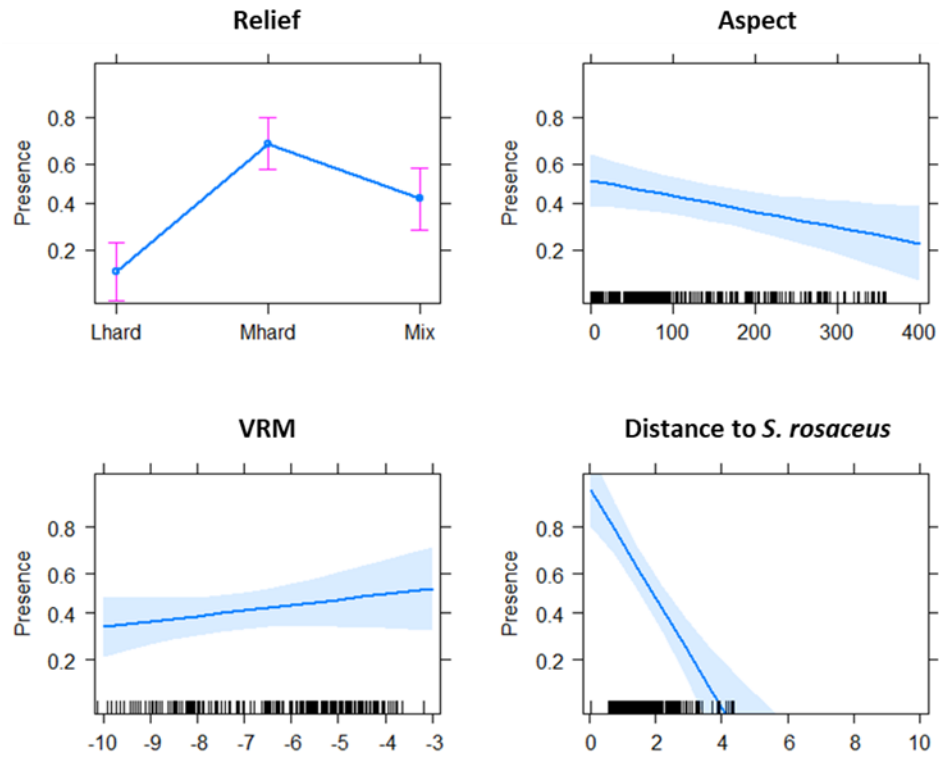 Relief
Presence
0.8
0.6
0.4
0.2
Lhard Mhard Mix
Aspect
Presence
0.8
0.6
0.4
0.2
0 100 200 300 400
VRM
Presence
0.8
0.6
0.4
0.2
-10 -9 -8 -7 -6 -5 -4 -3
Distance to S. rosaceus
Presence
0.8
0.6
0.4
0.2
0 2 4 6 8 10